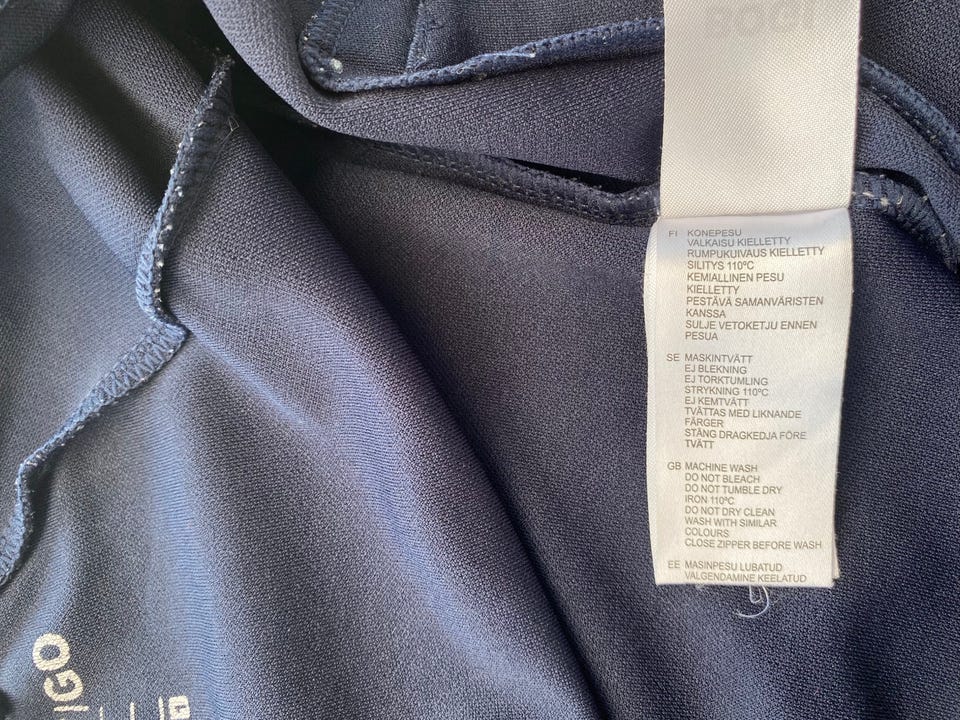 FI KONEPESU
VALKAISU KIELLETTY
RUMPUKUIVAUS KIELLETTY
SILITYS 110ºC
KEMIALLINEN PESU
KIELLETTY
PESTÄVÄ SAMANVÄRISTEN
KANSSA
SULJE VETOKETJU ENNEN
PESUA
SE MASKINTVÄTT
EJ BLEKNING
EJ TORKTUMLING
STRYKNING 110ºC
EJ KEMTVÄTT
TVÄTTAS MED LIKNANDE
FÄRGER
STÄNG DRAGKEDJA FÖRE
TVÄTT
GB MACHINE WASH
DO NOT BLEACH
DO NOT TUMBLE DRY
IRON 110ºC
DO NOT DRY CLEAN
WASH WITH SIMILAR
COLOURS
CLOSE ZIPPER BEFORE WASH
EE MASINPESU LUBATUD
VALGENDAMINE KEELATUD